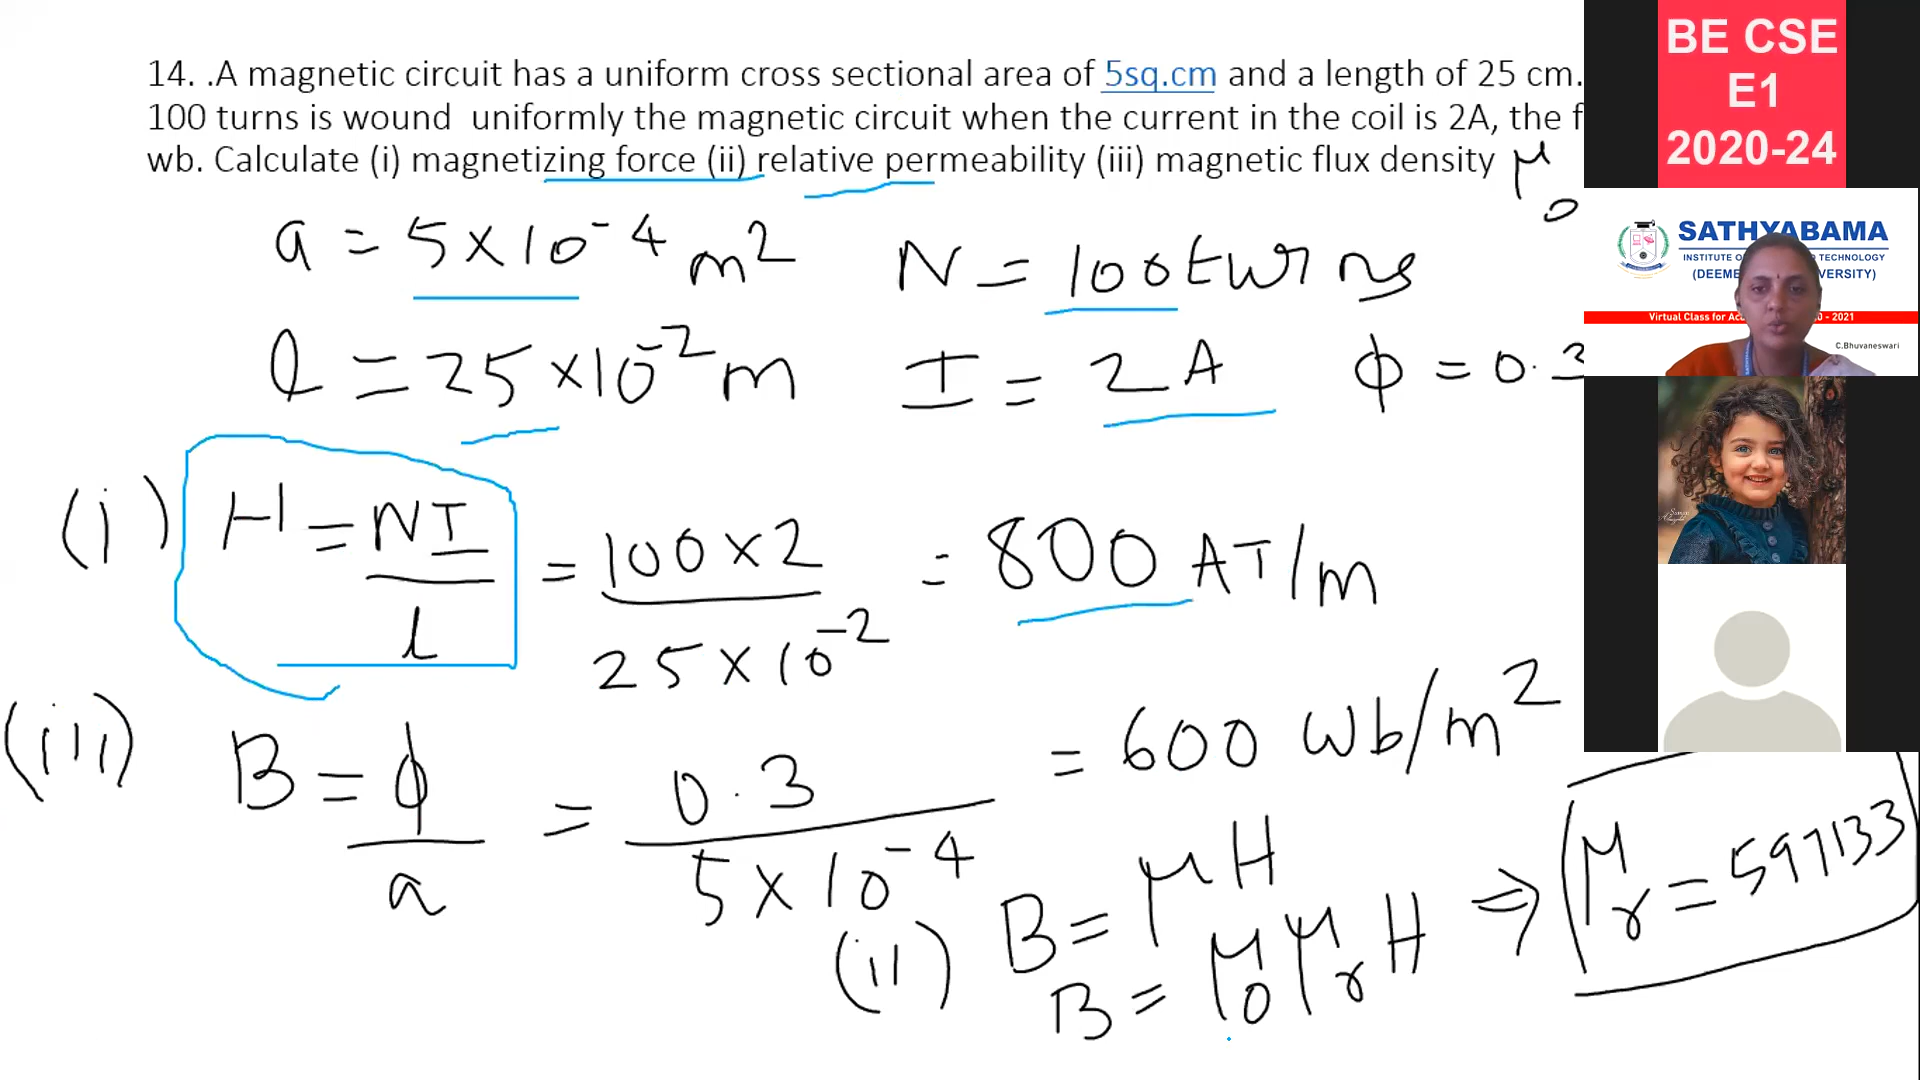 14. .A magnetic circuit has a uniform cross sectional area of 5sq.cm and a length of 25 cm.
100 turns is wound uniformly the magnetic circuit when the current in the coil is 2A, the f
wb. Calculate (i) magnetizing force (ii) relative permeability (iii) magnetic flux density μ0
a = 5×10⁻⁴ m² N = 100 turns
l = 25×10⁻² m I = 2 A ϕ = 0.3
(i) H = NI/l = 100×2/25×10⁻² = 800 AT/m
(iii) B = ϕ/a = 0.3/5×10⁻⁴ = 600 Wb/m²
(ii) B = μH
B = μ0 μr H ⇒ μr = 597133
BE CSE
E1
2020-24
SATHYABAMA
INSTITUTE O TECHNOLOGY
(DEEME VERSITY)
Virtual Class for Ac 0 - 2021
C.Bhuvaneswari